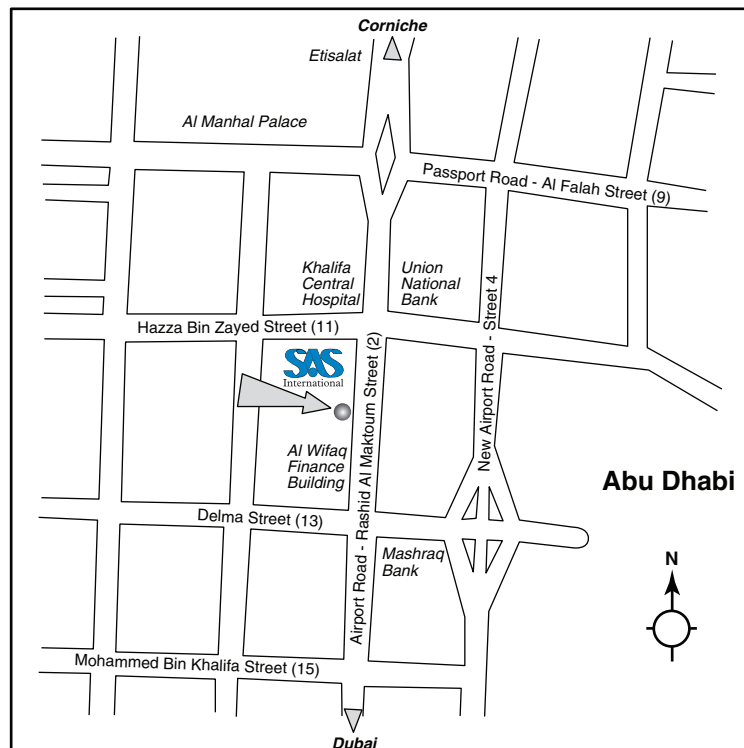 Corniche
Etisalat
Al Manhal Palace
Passport Road - Al Falah Street (9)
Khalifa
Central
Hospital
Union
National
Bank
New Airport Road - Street 4
Hazza Bin Zayed Street (11)
Airport Road - Rashid Al Maktoum Street (2)
SAS
International
Al Wifaq
Finance
Building
Abu Dhabi
Delma Street (13)
Mashraq
Bank
N
Mohammed Bin Khalifa Street (15)
Dubai